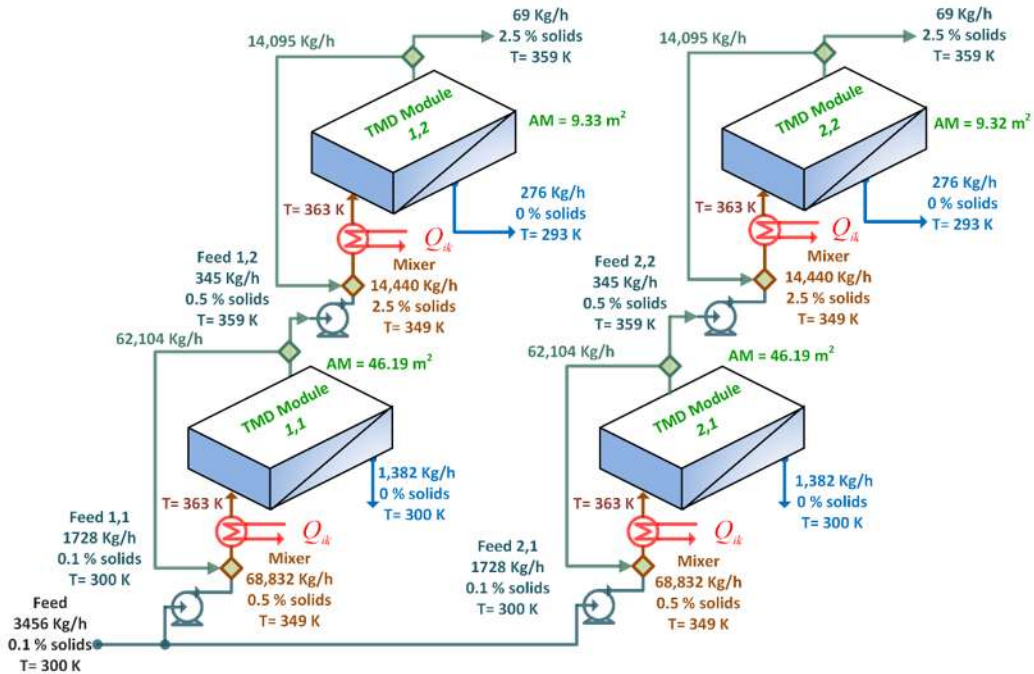 69 Kg/h
2.5 % solids
T= 359 K
14,095 Kg/h
TMD Module
1,2
AM = 9.33 m²
276 Kg/h
0 % solids
T= 293 K
T= 363 K
Q_ik
Feed 1,2
345 Kg/h
0.5 % solids
T= 359 K
Mixer
14,440 Kg/h
2.5 % solids
T= 349 K
62,104 Kg/h
AM = 46.19 m²
TMD Module
1,1
1,382 Kg/h
0 % solids
T= 300 K
T= 363 K
Q_ik
Feed 1,1
1728 Kg/h
0.1 % solids
T= 300 K
Mixer
68,832 Kg/h
0.5 % solids
T= 349 K
Feed
3456 Kg/h
0.1 % solids
T= 300 K
69 Kg/h
2.5 % solids
T= 359 K
14,095 Kg/h
TMD Module
2,2
AM = 9.32 m²
276 Kg/h
0 % solids
T= 293 K
T= 363 K
Q_ik
Feed 2,2
345 Kg/h
0.5 % solids
T= 359 K
Mixer
14,440 Kg/h
2.5 % solids
T= 349 K
62,104 Kg/h
AM = 46.19 m²
TMD Module
2,1
1,382 Kg/h
0 % solids
T= 300 K
T= 363 K
Q_ik
Feed 2,1
1728 Kg/h
0.1 % solids
T= 300 K
Mixer
68,832 Kg/h
0.5 % solids
T= 349 K